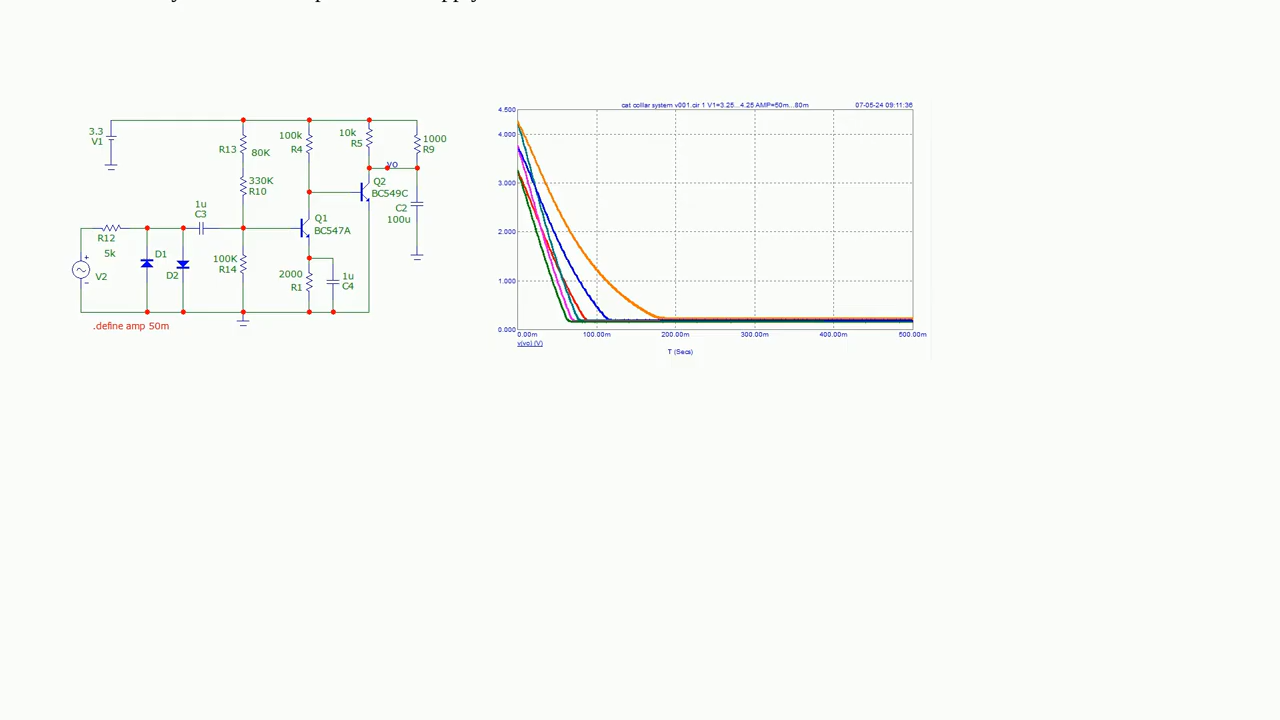 cat collar system v001.cir 1 V1=3.25...4.25 AMP=50m...80m
07-05-24 09:11:36
3.3
V1
R13
80K
100k
R4
10k
R5
1000
R9
vo
330K
R10
Q2
BC549C
1u
C3
C2
100u
Q1
BC547A
R12
5k
D1
D2
100K
R14
2000
R1
1u
C4
+
V2
-
.define amp 50m
4.500
4.000
3.000
2.000
1.000
0.000
0.00m 100.00m 200.00m 300.00m 400.00m 500.00m
v(vo) (V)
T (Secs)